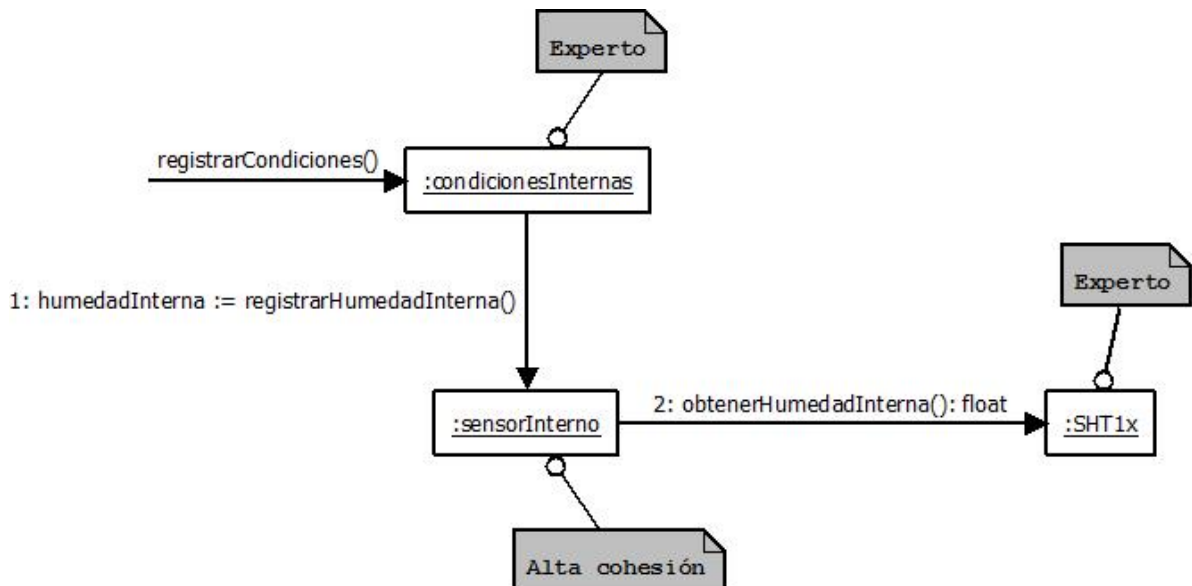 Experto
registrarCondiciones()
:condicionesInternas
1: humedadInterna := registrarHumedadInterna()
Experto
2: obtenerHumedadInterna(): float
:sensorInterno
:SHT1x
Alta cohesión